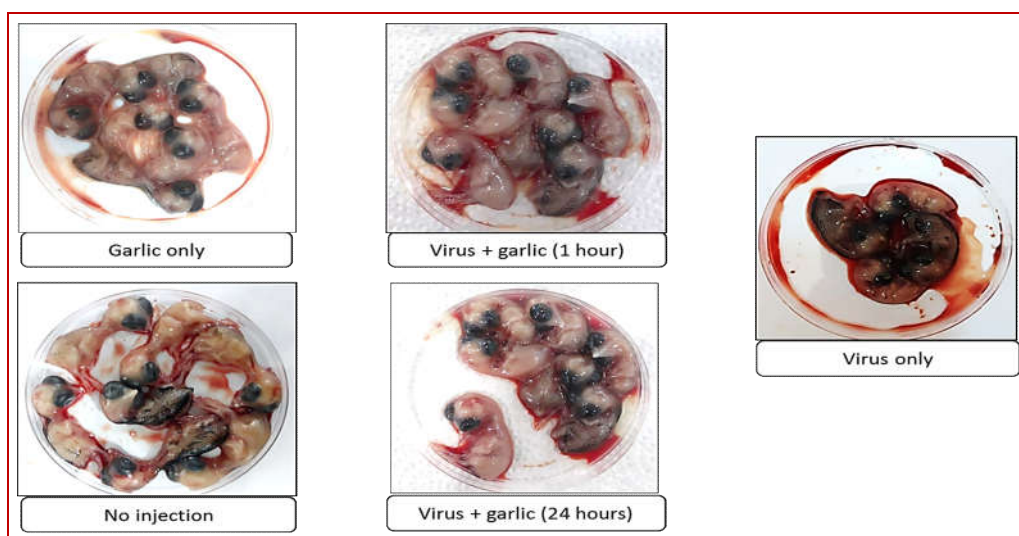 Garlic only
Virus + garlic (1 hour)
Virus only
No injection
Virus + garlic (24 hours)